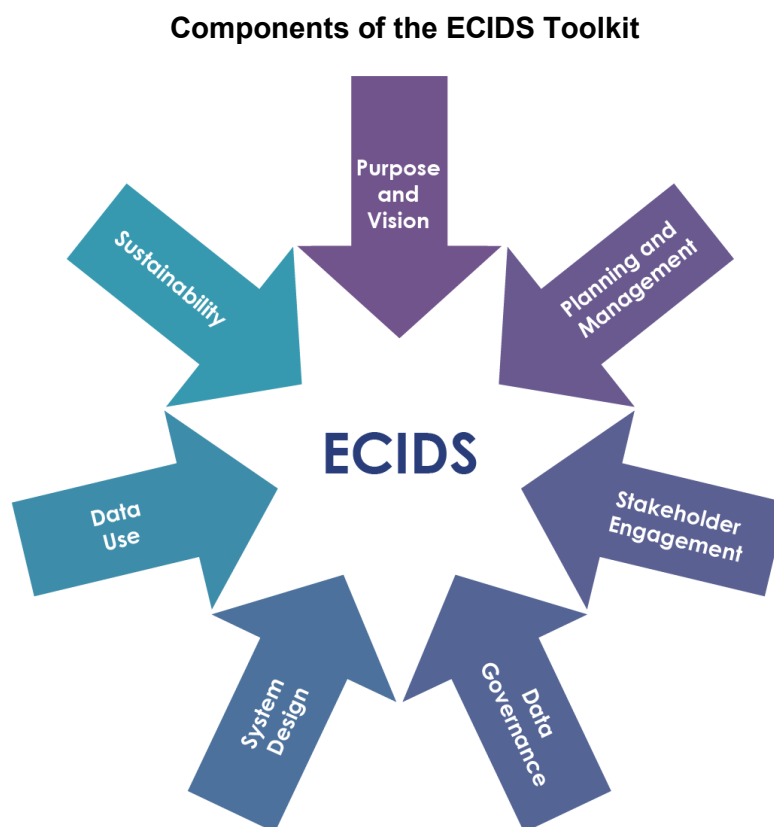 Components of the ECIDS Toolkit
Purpose
and
Vision
Planning and
Management
Stakeholder
Engagement
Data
Governance
System
Design
Data
Use
Sustainability
ECIDS